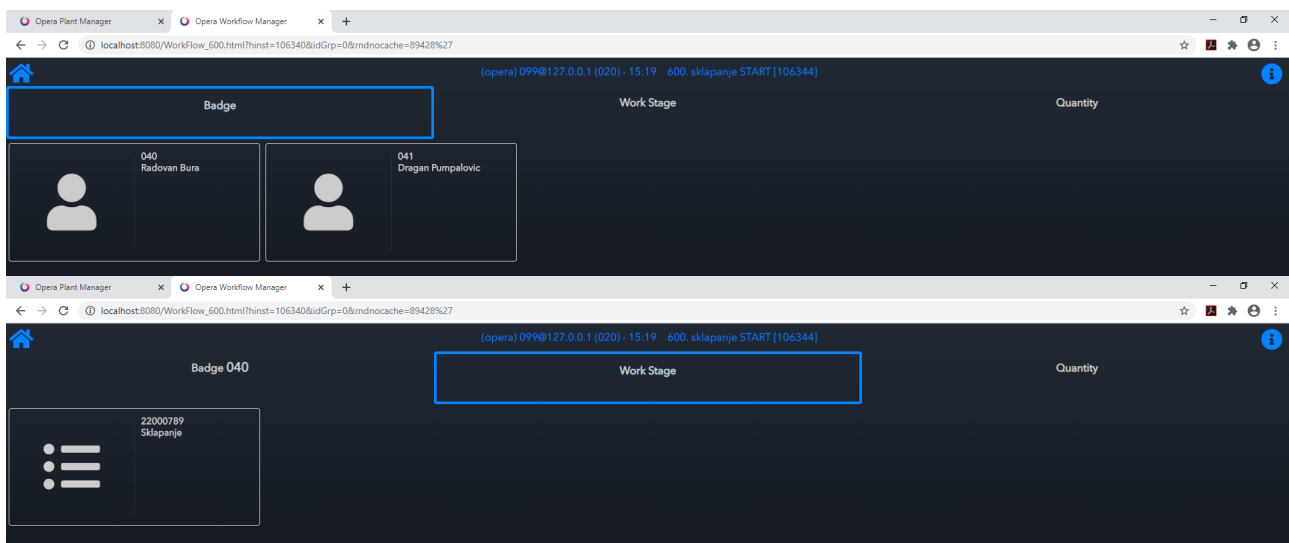 Opera Plant Manager
Opera Workflow Manager
localhost:8080/WorkFlow_600.html?hinst=106340&idGrp=0&rndnocache=89428%27
(opera) 099@127.0.0.1 (020) - 15:19 600. sklapanje START [106344]
Badge
Work Stage
Quantity
040
Radovan Bura
041
Dragan Pumpalovic
Opera Plant Manager
Opera Workflow Manager
localhost:8080/WorkFlow_600.html?hinst=106340&idGrp=0&rndnocache=89428%27
(opera) 099@127.0.0.1 (020) - 15:19 600. sklapanje START [106344]
Badge 040
Work Stage
Quantity
22000789
Sklapanje